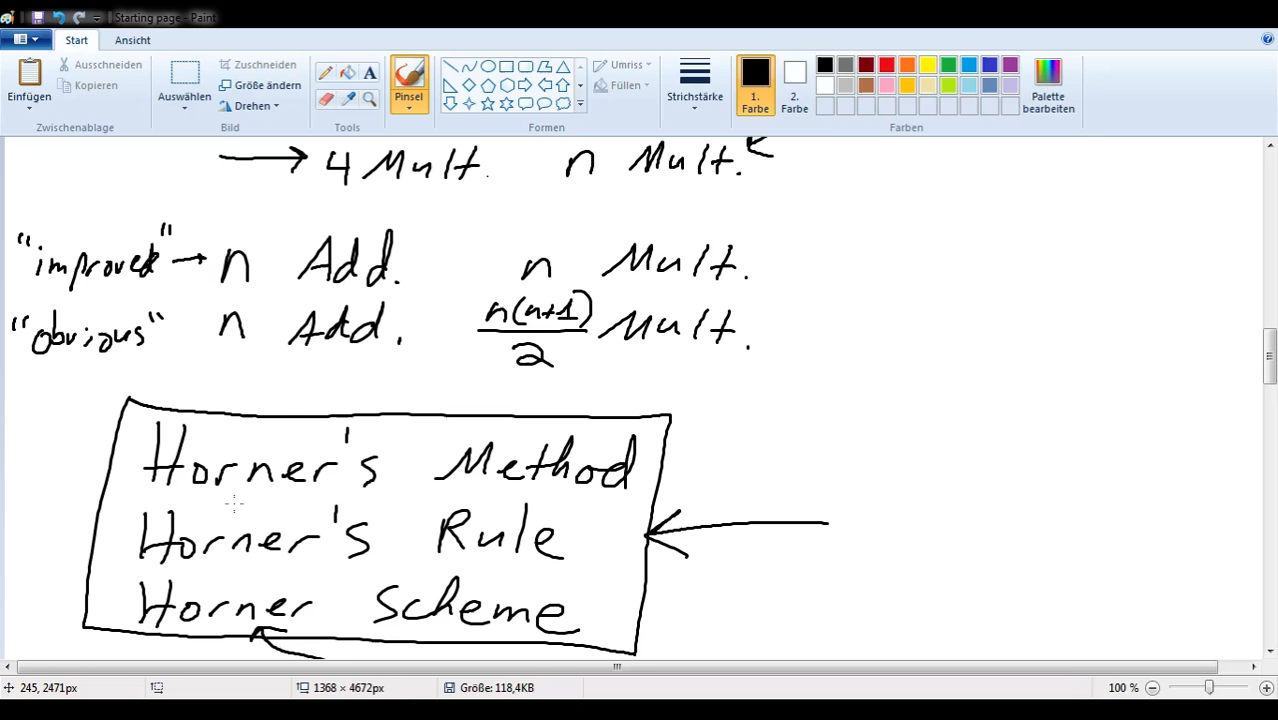 Starting page - Paint
Start Ansicht
Einfügen
Ausschneiden
Kopieren
Zwischenablage
Auswählen
Zuschneiden
Größe ändern
Drehen
Bild
Tools
Pinsel
Formen
Umriss
Füllen
Strichstärke
1. Farbe
2. Farbe
Palette bearbeiten
Farben
4 Mult. n Mult.
"improved" → n Add. n Mult.
"obvious" n Add. n(n+1)/2 Mult.
Horner's Method
Horner's Rule
Horner Scheme
245, 2471px
1368 × 4672px
Größe: 118,4KB
100 %